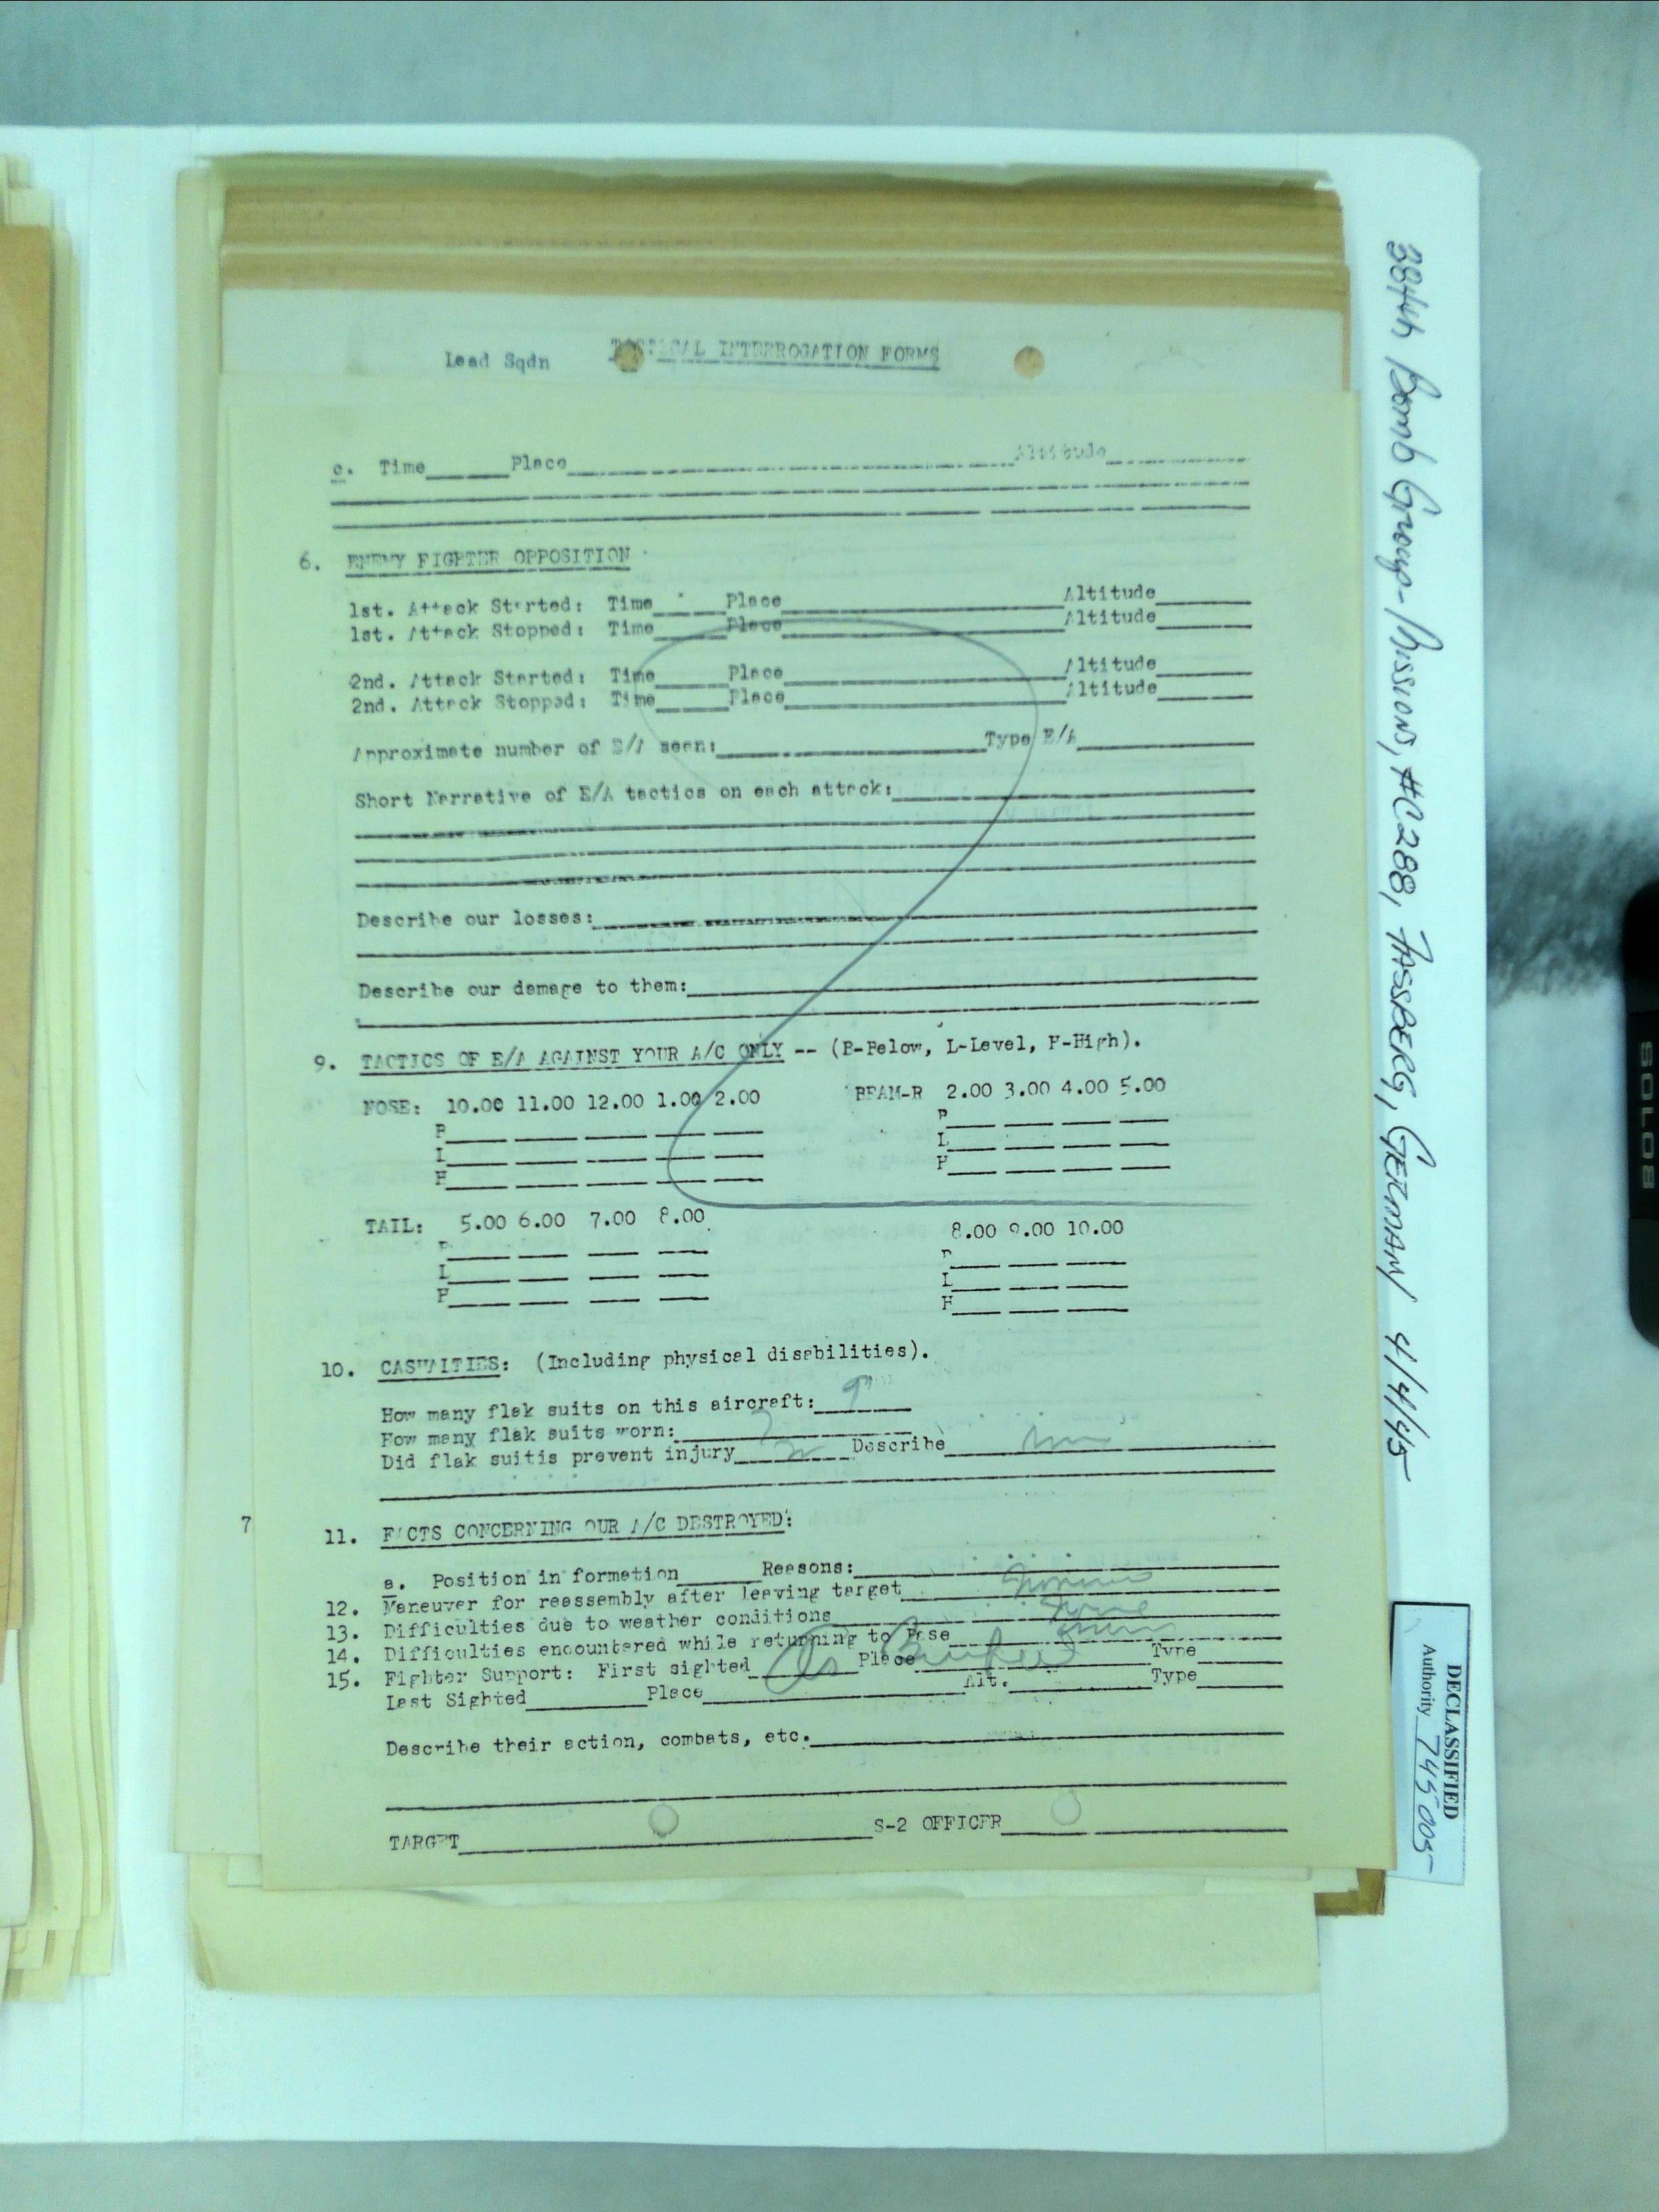 Lead Sqdn TACTICAL INTERROGATION FORMS
c. Time Place Altitude
6. ENEMY FIGHTER OPPOSITION
1st. Attack Started: Time Place Altitude
1st. Attack Stopped: Time Place Altitude
2nd. Attack Started: Time Place Altitude
2nd. Attack Stopped: Time Place Altitude
Approximate number of E/A seen: Type E/A
Short Narrative of E/A tactics on each attack:
Describe our losses:
Describe our damage to them:
9. TACTICS OF E/A AGAINST YOUR A/C ONLY -- (B-Below, L-Level, H-High).
NOSE: 10.00 11.00 12.00 1.00 2.00 BEAM-R 2.00 3.00 4.00 5.00
B B
L L
H H
TAIL: 5.00 6.00 7.00 8.00 8.00 9.00 10.00
B B
L L
H H
10. CASUALTIES: (Including physical disabilities).
How many flak suits on this aircraft: 9
How many flak suits worn:
Did flak suitis prevent injury Describe
7
11. FACTS CONCERNING OUR A/C DESTROYED:
a. Position in formation Reasons:
12. Maneuver for reassembly after leaving target
13. Difficulties due to weather conditions None
14. Difficulties encountered while returning to Base
15. Fighter Support: First sighted As Place Type
Last Sighted Place Alt. Type
Describe their action, combats, etc.
TARGET S-2 OFFICER
384th Bomb Group-Mission, #C288, FASSBERG, GERMANY 4/4/45
DECLASSIFIED
Authority 745005
SOLO8